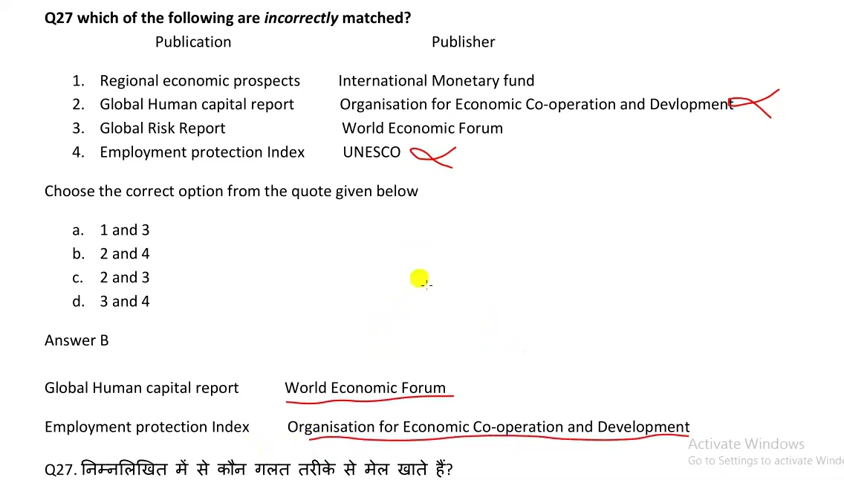 Q27 which of the following are incorrectly matched?
Publication Publisher
1. Regional economic prospects International Monetary fund
2. Global Human capital report Organisation for Economic Co-operation and Devlopment
3. Global Risk Report World Economic Forum
4. Employment protection Index UNESCO
Choose the correct option from the quote given below
a. 1 and 3
b. 2 and 4
c. 2 and 3
d. 3 and 4
Answer B
Global Human capital report World Economic Forum
Employment protection Index Organisation for Economic Co-operation and Development
Activate Windows
Go to Settings to activate Wind
Q27. निम्नलिखित में से कौन गलत तरीके से मेल खाते हैं?